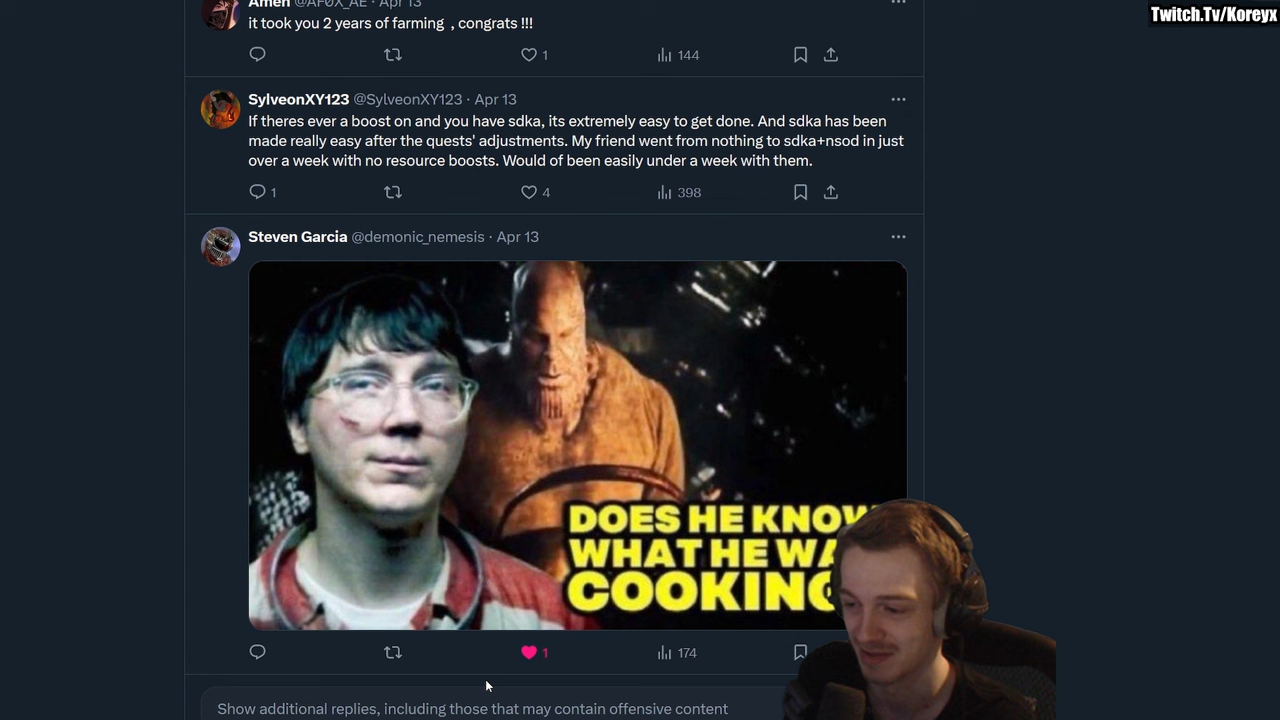 Twitch.Tv/Koreyx
Amen @AF0X_AE · Apr 13
it took you 2 years of farming , congrats !!!
1
144
SylveonXY123 @SylveonXY123 · Apr 13
If theres ever a boost on and you have sdka, its extremely easy to get done. And sdka has been
made really easy after the quests' adjustments. My friend went from nothing to sdka+nsod in just
over a week with no resource boosts. Would of been easily under a week with them.
1
4
398
Steven Garcia @demonic_nemesis · Apr 13
DOES HE KNOW
WHAT HE WA
COOKING
1
174
Show additional replies, including those that may contain offensive content